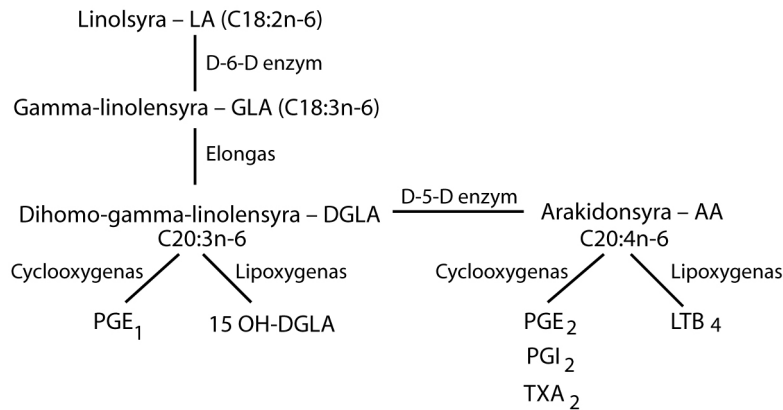 Linolsyra – LA (C18:2n-6)
D-6-D enzym
Gamma-linolensyra – GLA (C18:3n-6)
Elongas
Dihomo-gamma-linolensyra – DGLA
C20:3n-6
D-5-D enzym
Arakidonsyra – AA
C20:4n-6
Cyclooxygenas
Lipoxygenas
PGE1
15 OH-DGLA
Cyclooxygenas
Lipoxygenas
PGE2
PGI2
TXA2
LTB4